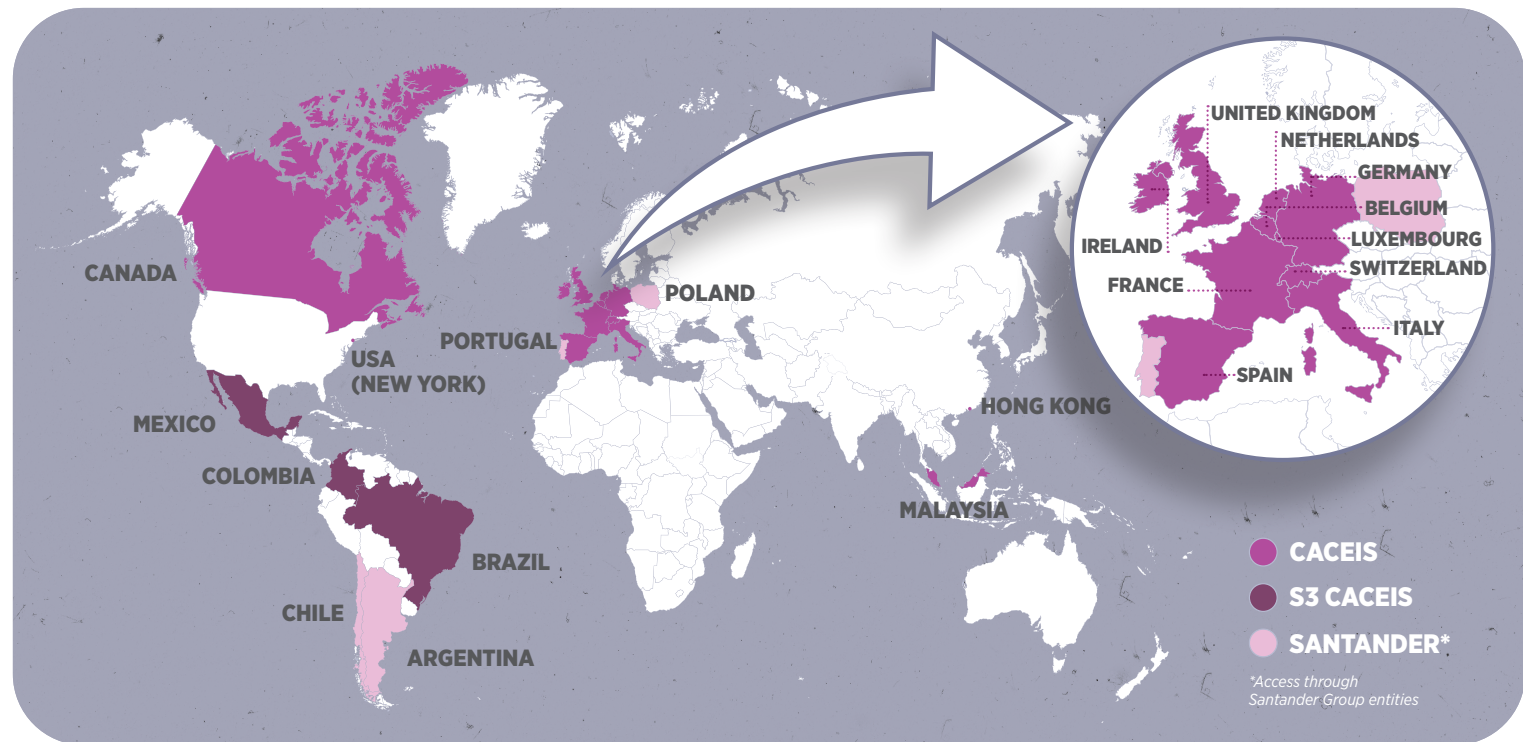 CANADA
USA
(NEW YORK)
MEXICO
COLOMBIA
BRAZIL
CHILE
ARGENTINA
PORTUGAL
POLAND
HONG KONG
MALAYSIA
UNITED KINGDOM
NETHERLANDS
GERMANY
BELGIUM
LUXEMBOURG
SWITZERLAND
IRELAND
FRANCE
ITALY
SPAIN
CACEIS
S3 CACEIS
SANTANDER*
*Access through
Santander Group entities